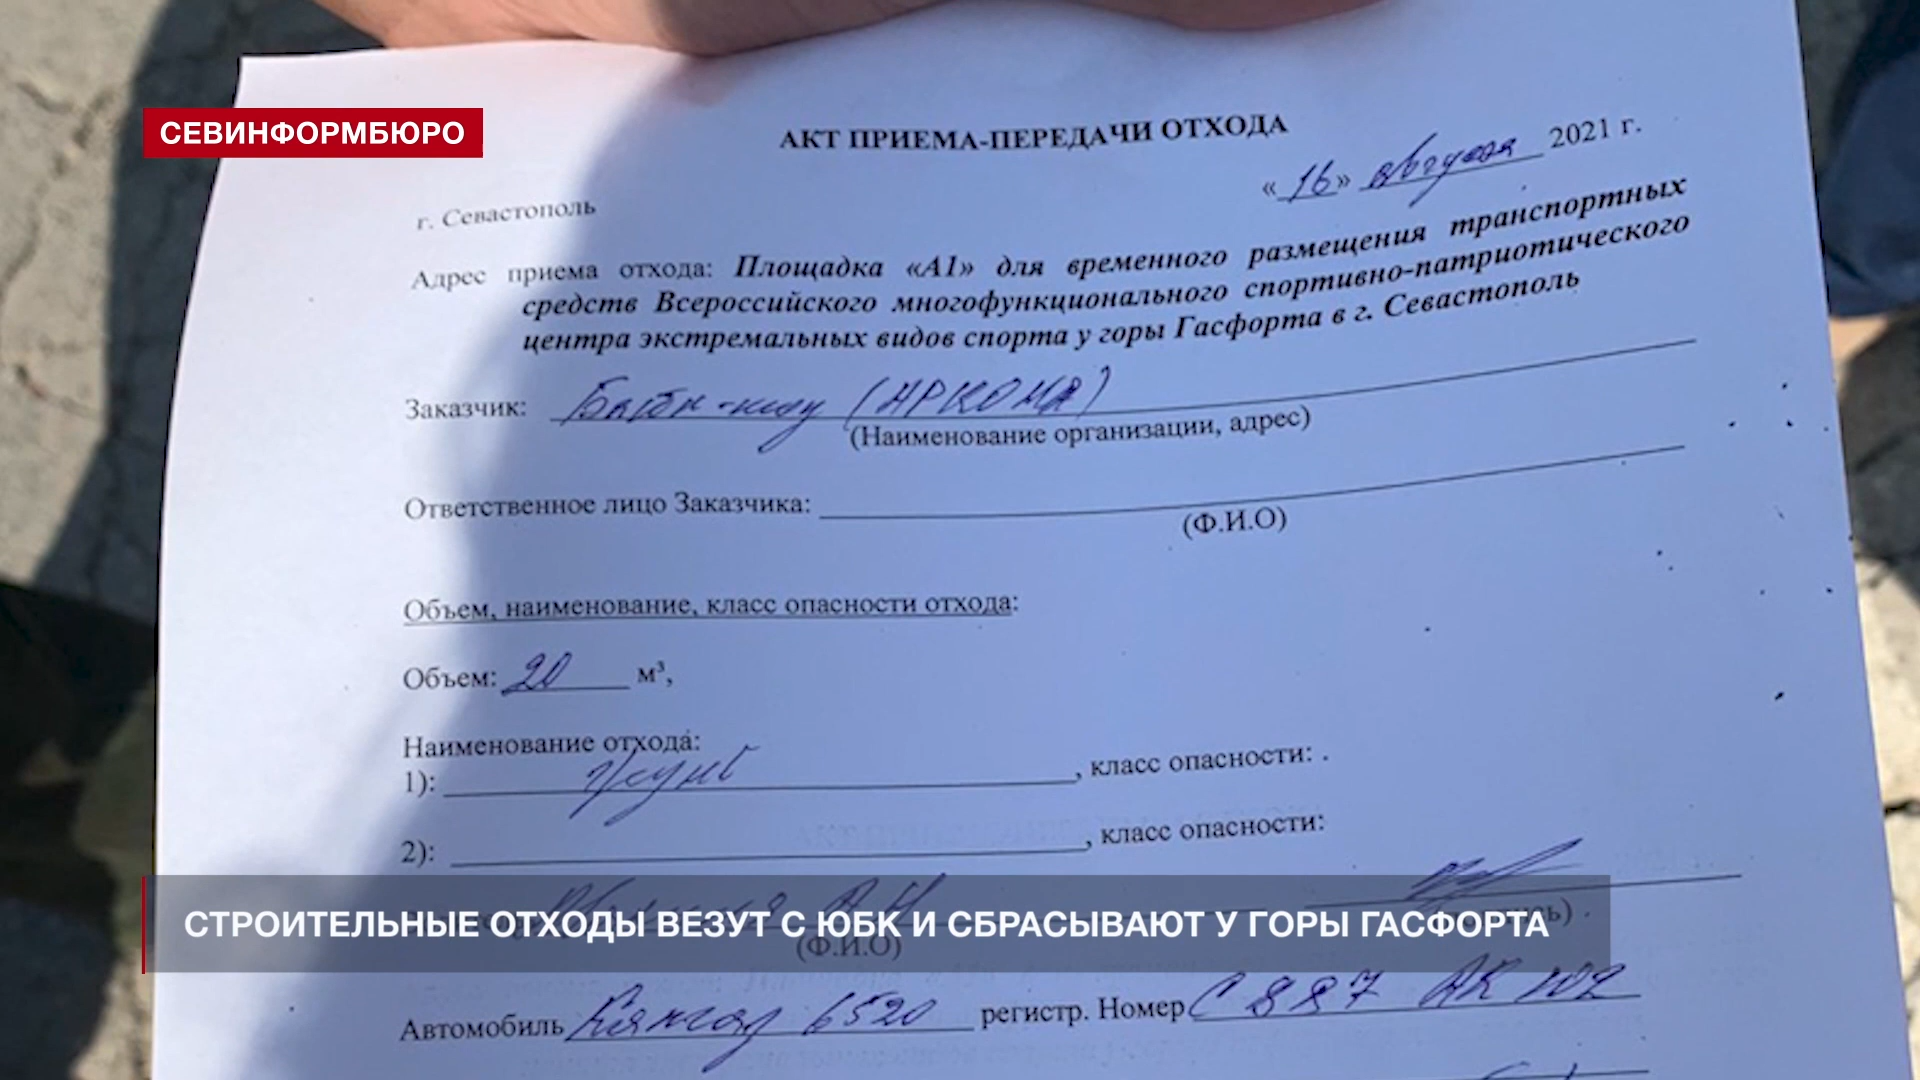 СЕВИНФОРМБЮРО
АКТ ПРИЕМА-ПЕРЕДАЧИ ОТХОДА
«16» августа 2021 г.
г. Севастополь
Адрес приема отхода: Площадка «А1» для временного размещения транспортных
средств Всероссийского многофункционального спортивно-патриотического
центра экстремальных видов спорта у горы Гасфорта в г. Севастополь
Заказчик: (АРКОНА)
(Наименование организации, адрес)
Ответственное лицо Заказчика:
(Ф.И.О)
Объем, наименование, класс опасности отхода:
Объем: 20 м³,
Наименование отхода:
1): грунт, класс опасности: .
2): , класс опасности:
СТРОИТЕЛЬНЫЕ ОТХОДЫ ВЕЗУТ С ЮБК И СБРАСЫВАЮТ У ГОРЫ ГАСФОРТА
(Ф.И.О)
Автомобиль 6520 регистр. Номер С 887 АК 102